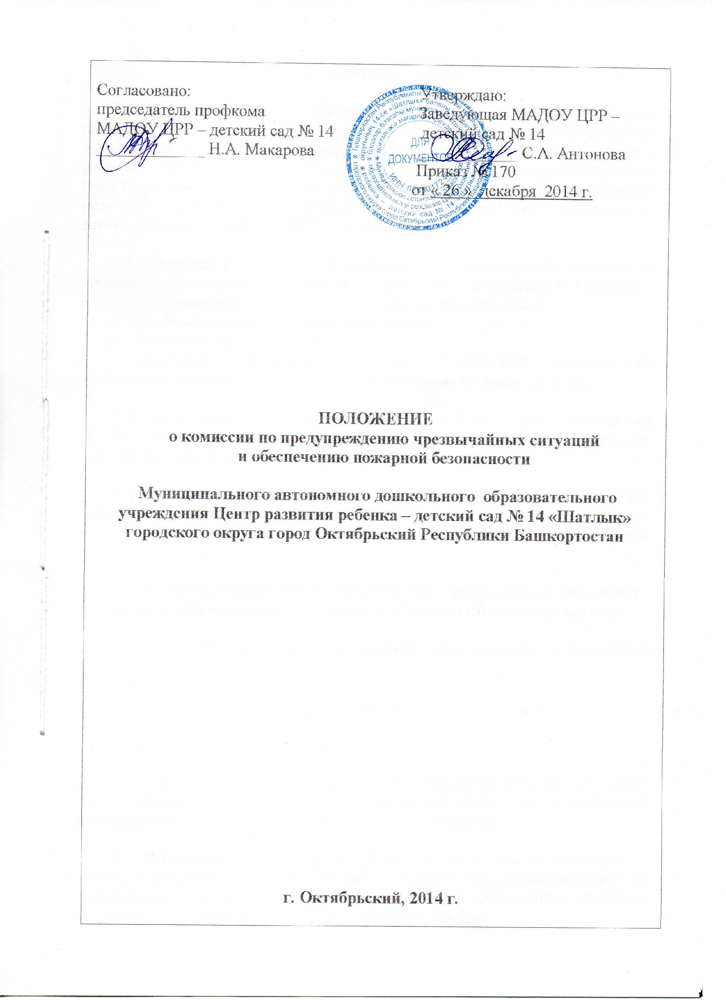 Согласовано:
председатель профкома
МАДОУ ЦРР – детский сад № 14
_____________ Н.А. Макарова
Утверждаю:
Заведующая МАДОУ ЦРР –
детский сад № 14
С.А. Антонова
Приказ № 170
от « 26 » декабря 2014 г.
ДЛЯ
ДОКУМЕНТОВ
ПОЛОЖЕНИЕ
о комиссии по предупреждению чрезвычайных ситуаций
и обеспечению пожарной безопасности
Муниципального автономного дошкольного образовательного
учреждения Центр развития ребенка – детский сад № 14 «Шатлык»
городского округа город Октябрьский Республики Башкортостан
г. Октябрьский, 2014 г.